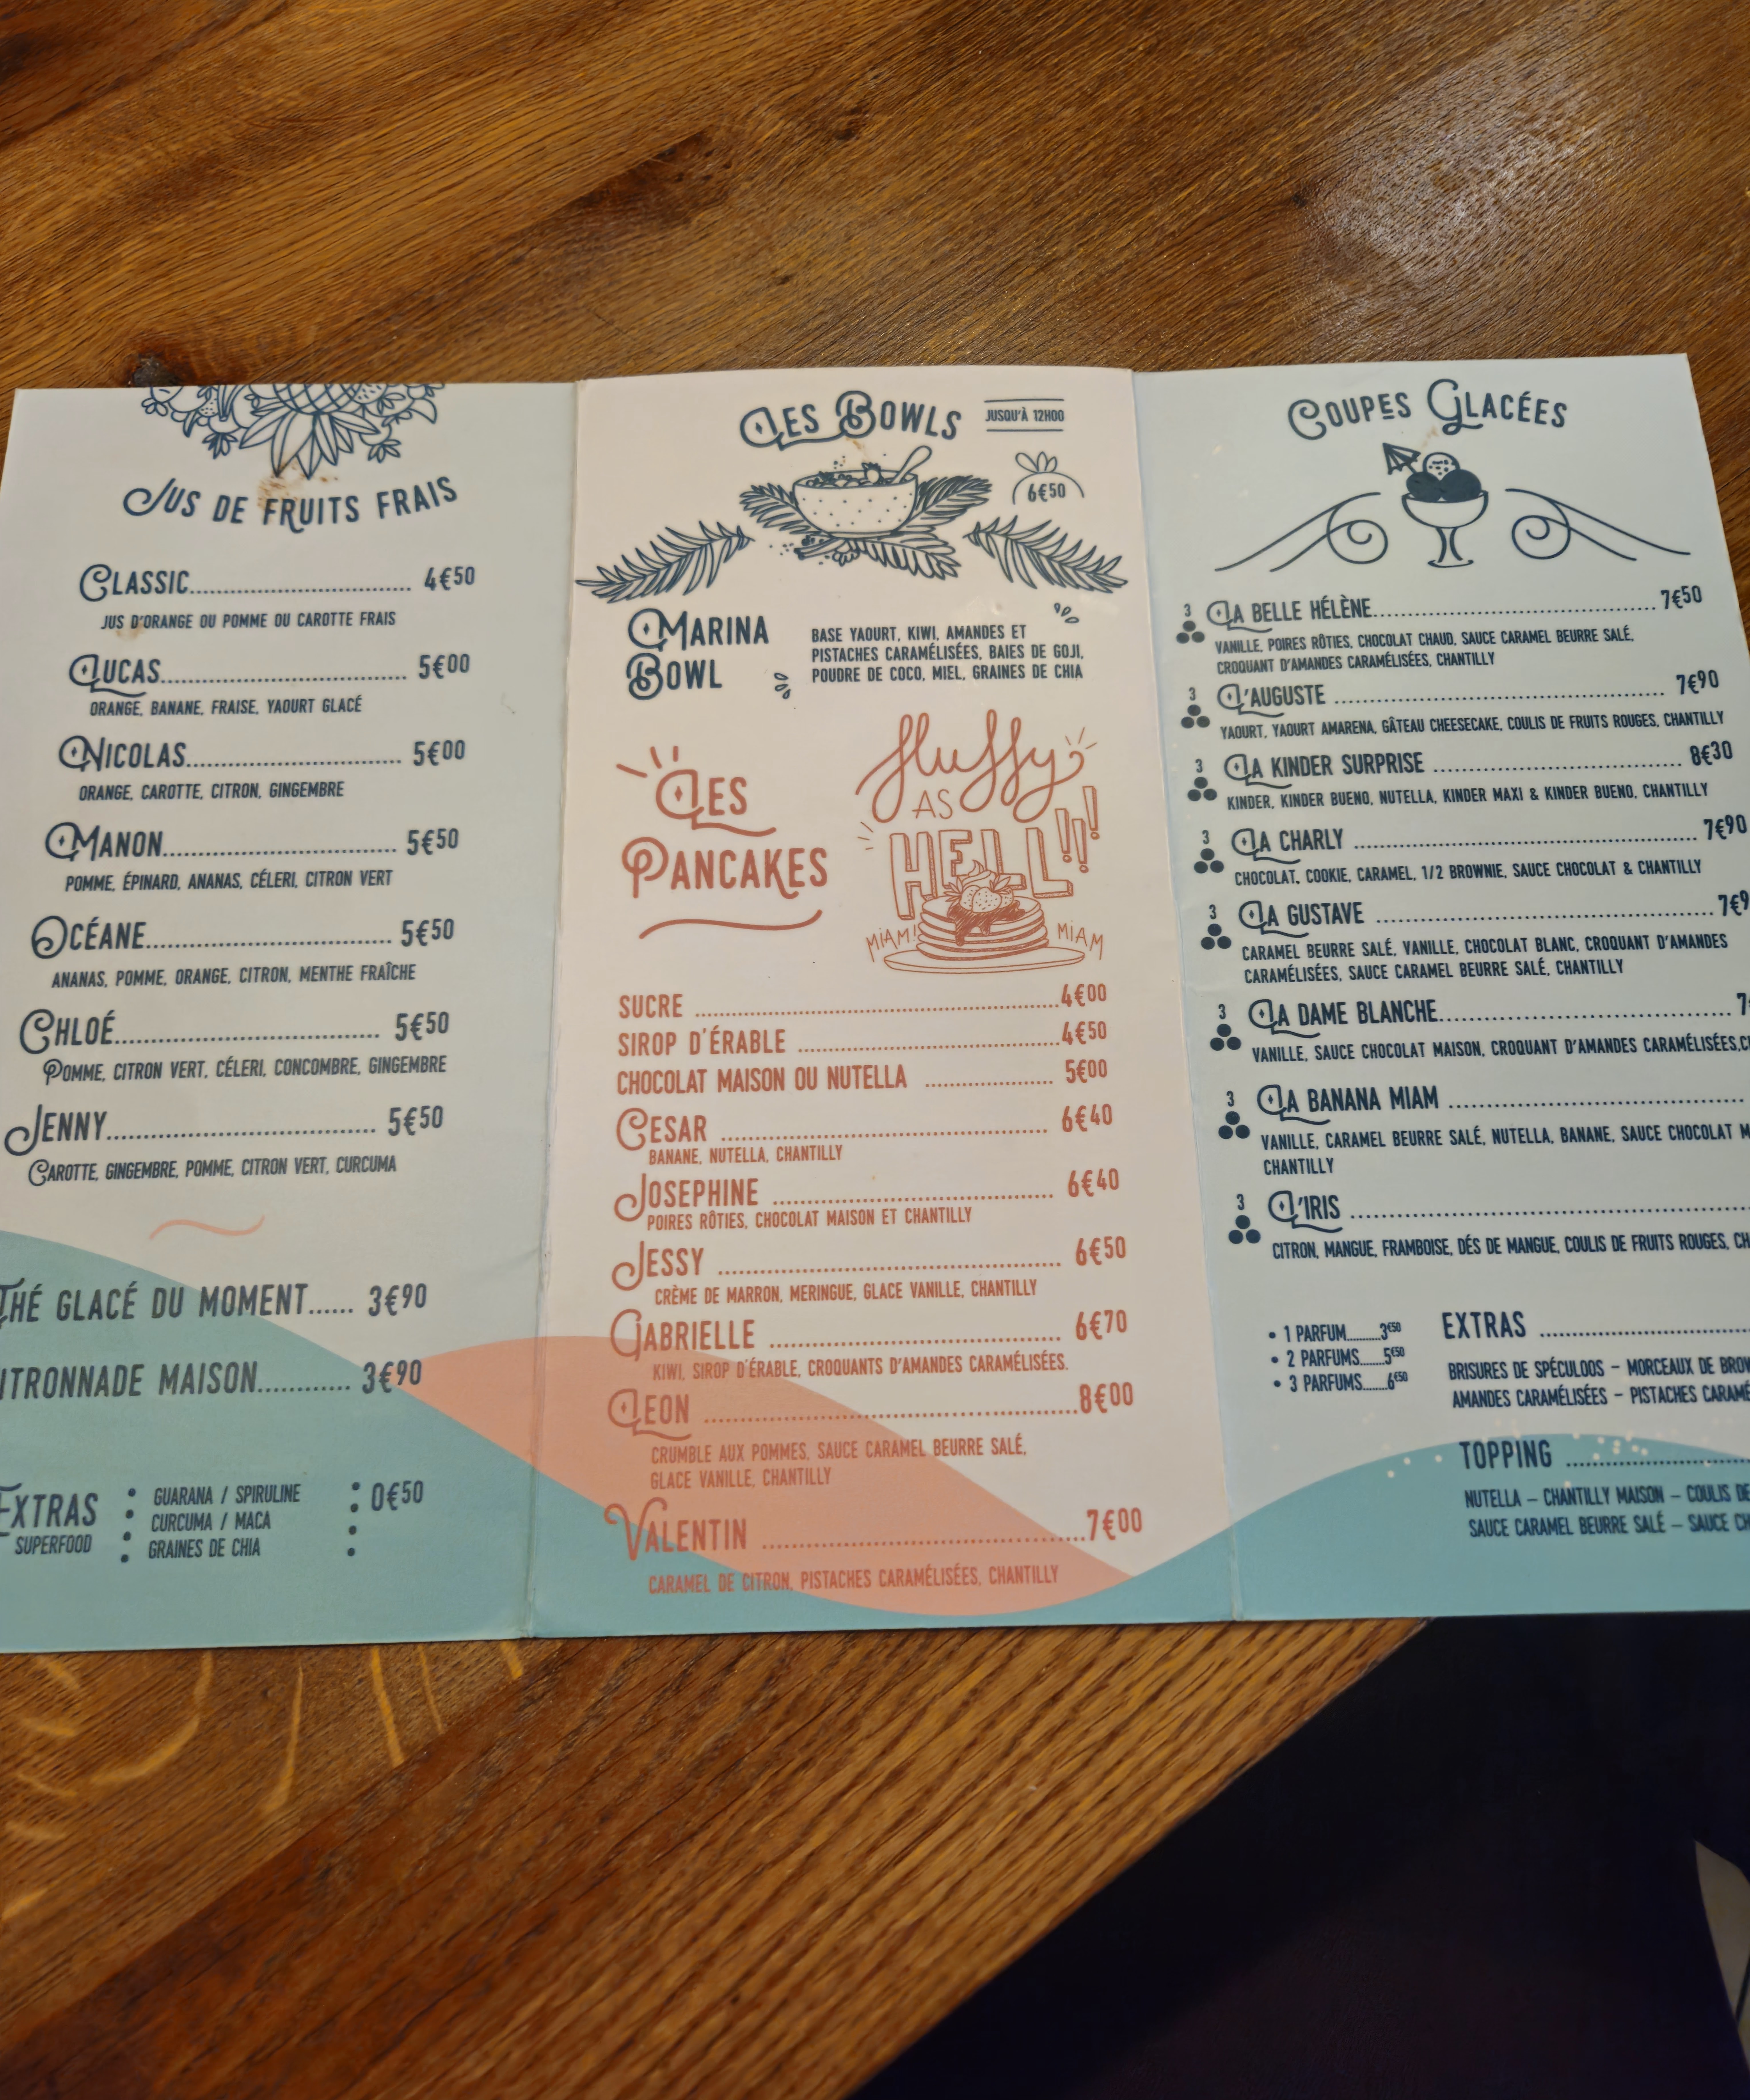 JUS DE FRUITS FRAIS
CLASSIC 4€50
JUS D'ORANGE OU POMME OU CAROTTE FRAIS
LUCAS 5€00
ORANGE, BANANE, FRAISE, YAOURT GLACÉ
NICOLAS 5€00
ORANGE, CAROTTE, CITRON, GINGEMBRE
MANON 5€50
POMME, ÉPINARD, ANANAS, CÉLERI, CITRON VERT
OCÉANE 5€50
ANANAS, POMME, ORANGE, CITRON, MENTHE FRAÎCHE
CHLOÉ 5€50
POMME, CITRON VERT, CÉLERI, CONCOMBRE, GINGEMBRE
JENNY 5€50
CAROTTE, GINGEMBRE, POMME, CITRON VERT, CURCUMA
THÉ GLACÉ DU MOMENT 3€90
ITRONNADE MAISON 3€90
EXTRAS
SUPERFOOD
GUARANA / SPIRULINE
CURCUMA / MACA
GRAINES DE CHIA
0€50
LES BOWLS
JUSQU'À 12H00
6€50
MARINA
BOWL
BASE YAOURT, KIWI, AMANDES ET
PISTACHES CARAMÉLISÉES, BAIES DE GOJI,
POUDRE DE COCO, MIEL, GRAINES DE CHIA
LES
PANCAKES
fluffy
AS
HELL!!!
MIAM!
MIAM
SUCRE 4€00
SIROP D'ÉRABLE 4€50
CHOCOLAT MAISON OU NUTELLA 5€00
CESAR 6€40
BANANE, NUTELLA, CHANTILLY
JOSEPHINE 6€40
POIRES RÔTIES, CHOCOLAT MAISON ET CHANTILLY
JESSY 6€50
CRÈME DE MARRON, MERINGUE, GLACE VANILLE, CHANTILLY
GABRIELLE 6€70
KIWI, SIROP D'ÉRABLE, CROQUANTS D'AMANDES CARAMÉLISÉES.
LEON 8€00
CRUMBLE AUX POMMES, SAUCE CARAMEL BEURRE SALÉ,
GLACE VANILLE, CHANTILLY
VALENTIN 7€00
CARAMEL DE CITRON, PISTACHES CARAMÉLISÉES, CHANTILLY
COUPES GLACÉES
3 LA BELLE HÉLÈNE 7€50
VANILLE, POIRES RÔTIES, CHOCOLAT CHAUD, SAUCE CARAMEL BEURRE SALÉ,
CROQUANT D'AMANDES CARAMÉLISÉES, CHANTILLY
3 L'AUGUSTE 7€90
YAOURT, YAOURT AMARENA, GÂTEAU CHEESECAKE, COULIS DE FRUITS ROUGES, CHANTILLY
3 LA KINDER SURPRISE 8€30
KINDER, KINDER BUENO, NUTELLA, KINDER MAXI & KINDER BUENO, CHANTILLY
3 LA CHARLY 7€90
CHOCOLAT, COOKIE, CARAMEL, 1/2 BROWNIE, SAUCE CHOCOLAT & CHANTILLY
3 LA GUSTAVE 7€9
CARAMEL BEURRE SALÉ, VANILLE, CHOCOLAT BLANC, CROQUANT D'AMANDES
CARAMÉLISÉES, SAUCE CARAMEL BEURRE SALÉ, CHANTILLY
3 LA DAME BLANCHE 7
VANILLE, SAUCE CHOCOLAT MAISON, CROQUANT D'AMANDES CARAMÉLISÉES,
3 LA BANANA MIAM
VANILLE, CARAMEL BEURRE SALÉ, NUTELLA, BANANE, SAUCE CHOCOLAT M
CHANTILLY
3 L'IRIS
CITRON, MANGUE, FRAMBOISE, DÉS DE MANGUE, COULIS DE FRUITS ROUGES, CH
• 1 PARFUM 3€50
• 2 PARFUMS 5€50
• 3 PARFUMS 6€50
EXTRAS
BRISURES DE SPÉCULOOS – MORCEAUX DE BROW
AMANDES CARAMÉLISÉES – PISTACHES CARAMÉ
TOPPING
NUTELLA – CHANTILLY MAISON – COULIS DE
SAUCE CARAMEL BEURRE SALÉ – SAUCE CH